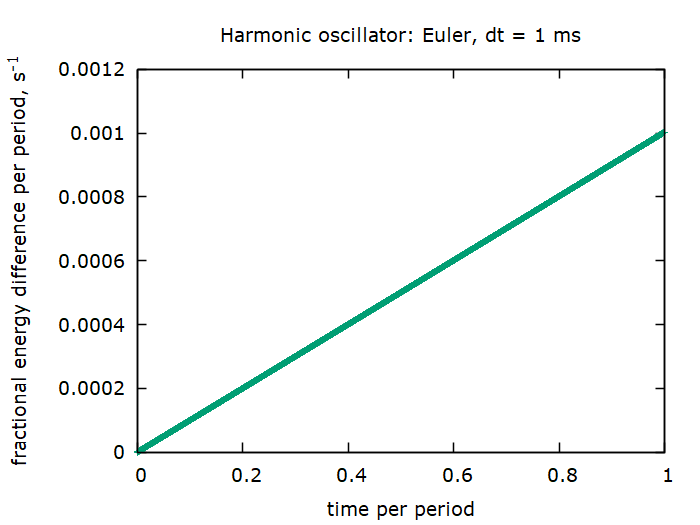 Harmonic oscillator: Euler, dt = 1 ms
fractional energy difference per period, s⁻¹
0.0012
0.001
0.0008
0.0006
0.0004
0.0002
0
0 0.2 0.4 0.6 0.8 1
time per period